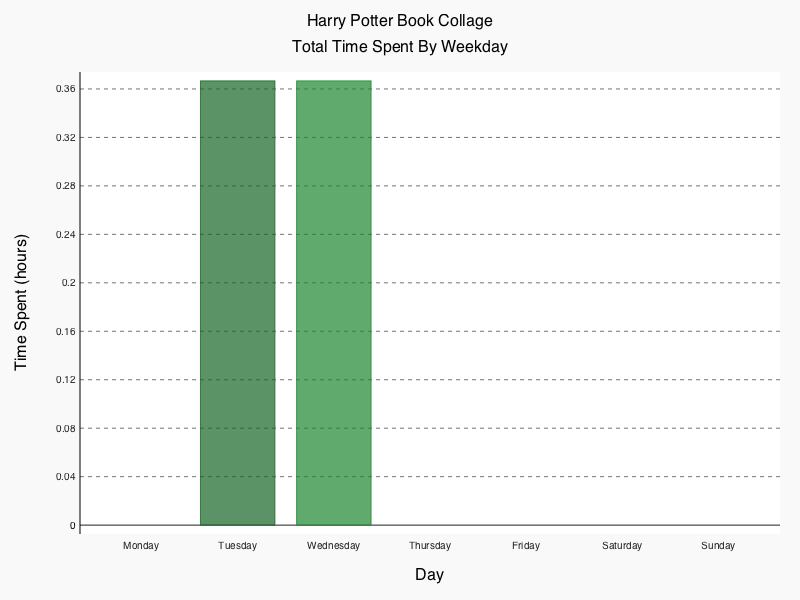 Harry Potter Book Collage
Total Time Spent By Weekday
Time Spent (hours)
0.36
0.32
0.28
0.24
0.2
0.16
0.12
0.08
0.04
0
Monday Tuesday Wednesday Thursday Friday Saturday Sunday
Day